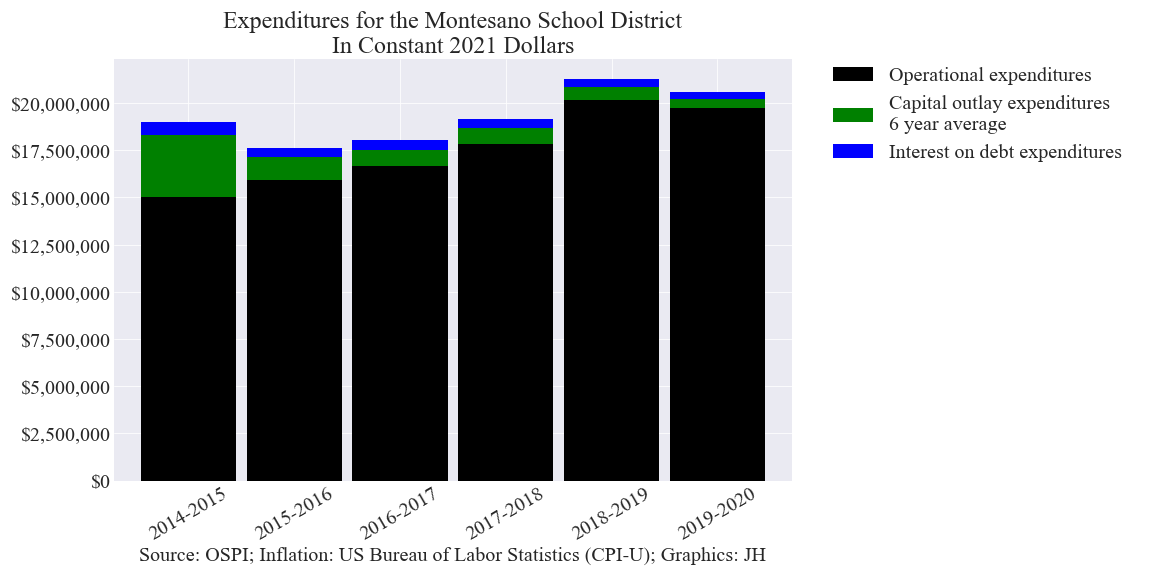 Expenditures for the Montesano School District
In Constant 2021 Dollars
$20,000,000
$17,500,000
$15,000,000
$12,500,000
$10,000,000
$7,500,000
$5,000,000
$2,500,000
$0
2014-2015
2015-2016
2016-2017
2017-2018
2018-2019
2019-2020
Source: OSPI; Inflation: US Bureau of Labor Statistics (CPI-U); Graphics: JH
Operational expenditures
Capital outlay expenditures
6 year average
Interest on debt expenditures